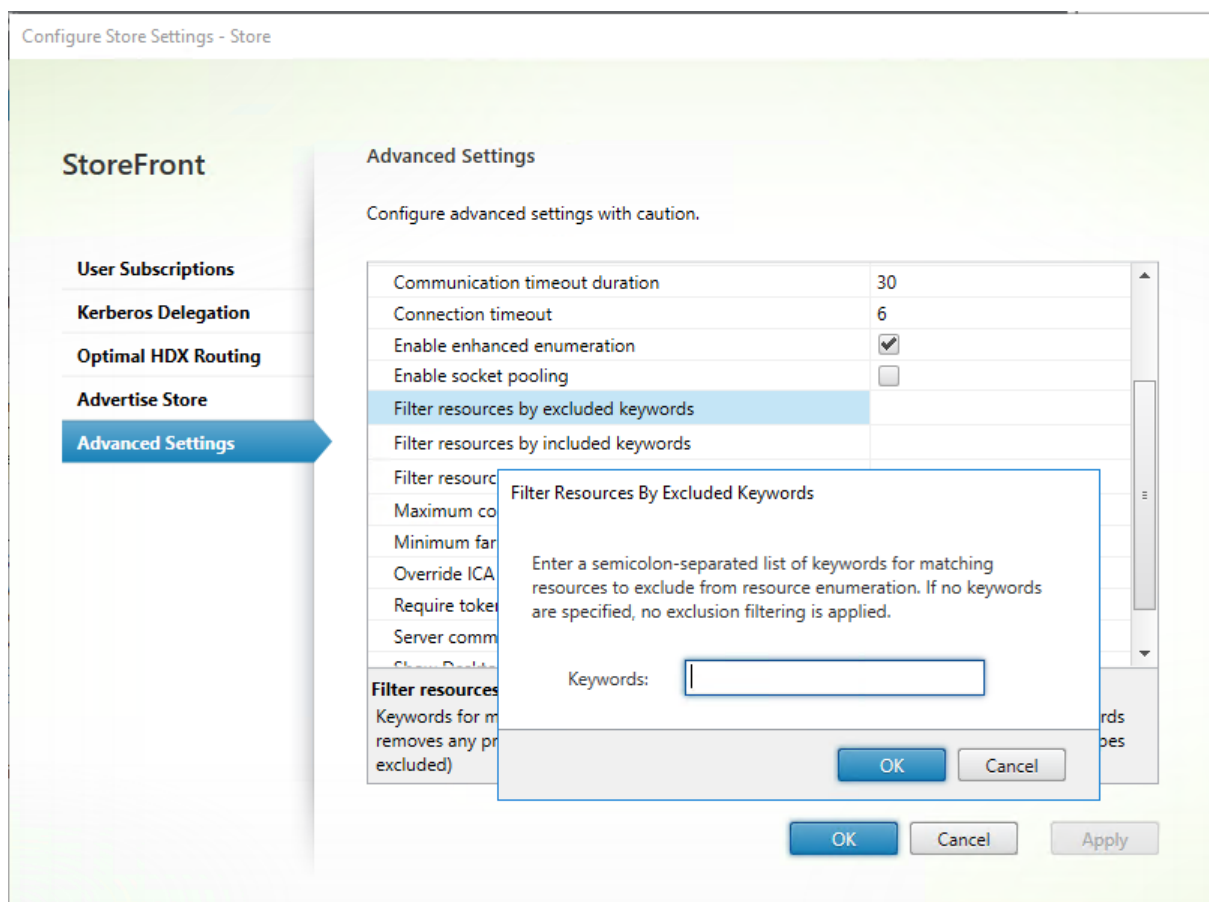 Configure Store Settings - Store
StoreFront
User Subscriptions
Kerberos Delegation
Optimal HDX Routing
Advertise Store
Advanced Settings
Advanced Settings
Configure advanced settings with caution.
Communication timeout duration 30
Connection timeout 6
Enable enhanced enumeration
Enable socket pooling
Filter resources by excluded keywords
Filter resources by included keywords
Filter resourc
Maximum co
Minimum far
Override ICA
Require toke
Server comm
Filter resources
Keywords for m rds
removes any pr pes
excluded)
Filter Resources By Excluded Keywords
Enter a semicolon-separated list of keywords for matching
resources to exclude from resource enumeration. If no keywords
are specified, no exclusion filtering is applied.
Keywords:
OK Cancel
OK Cancel Apply